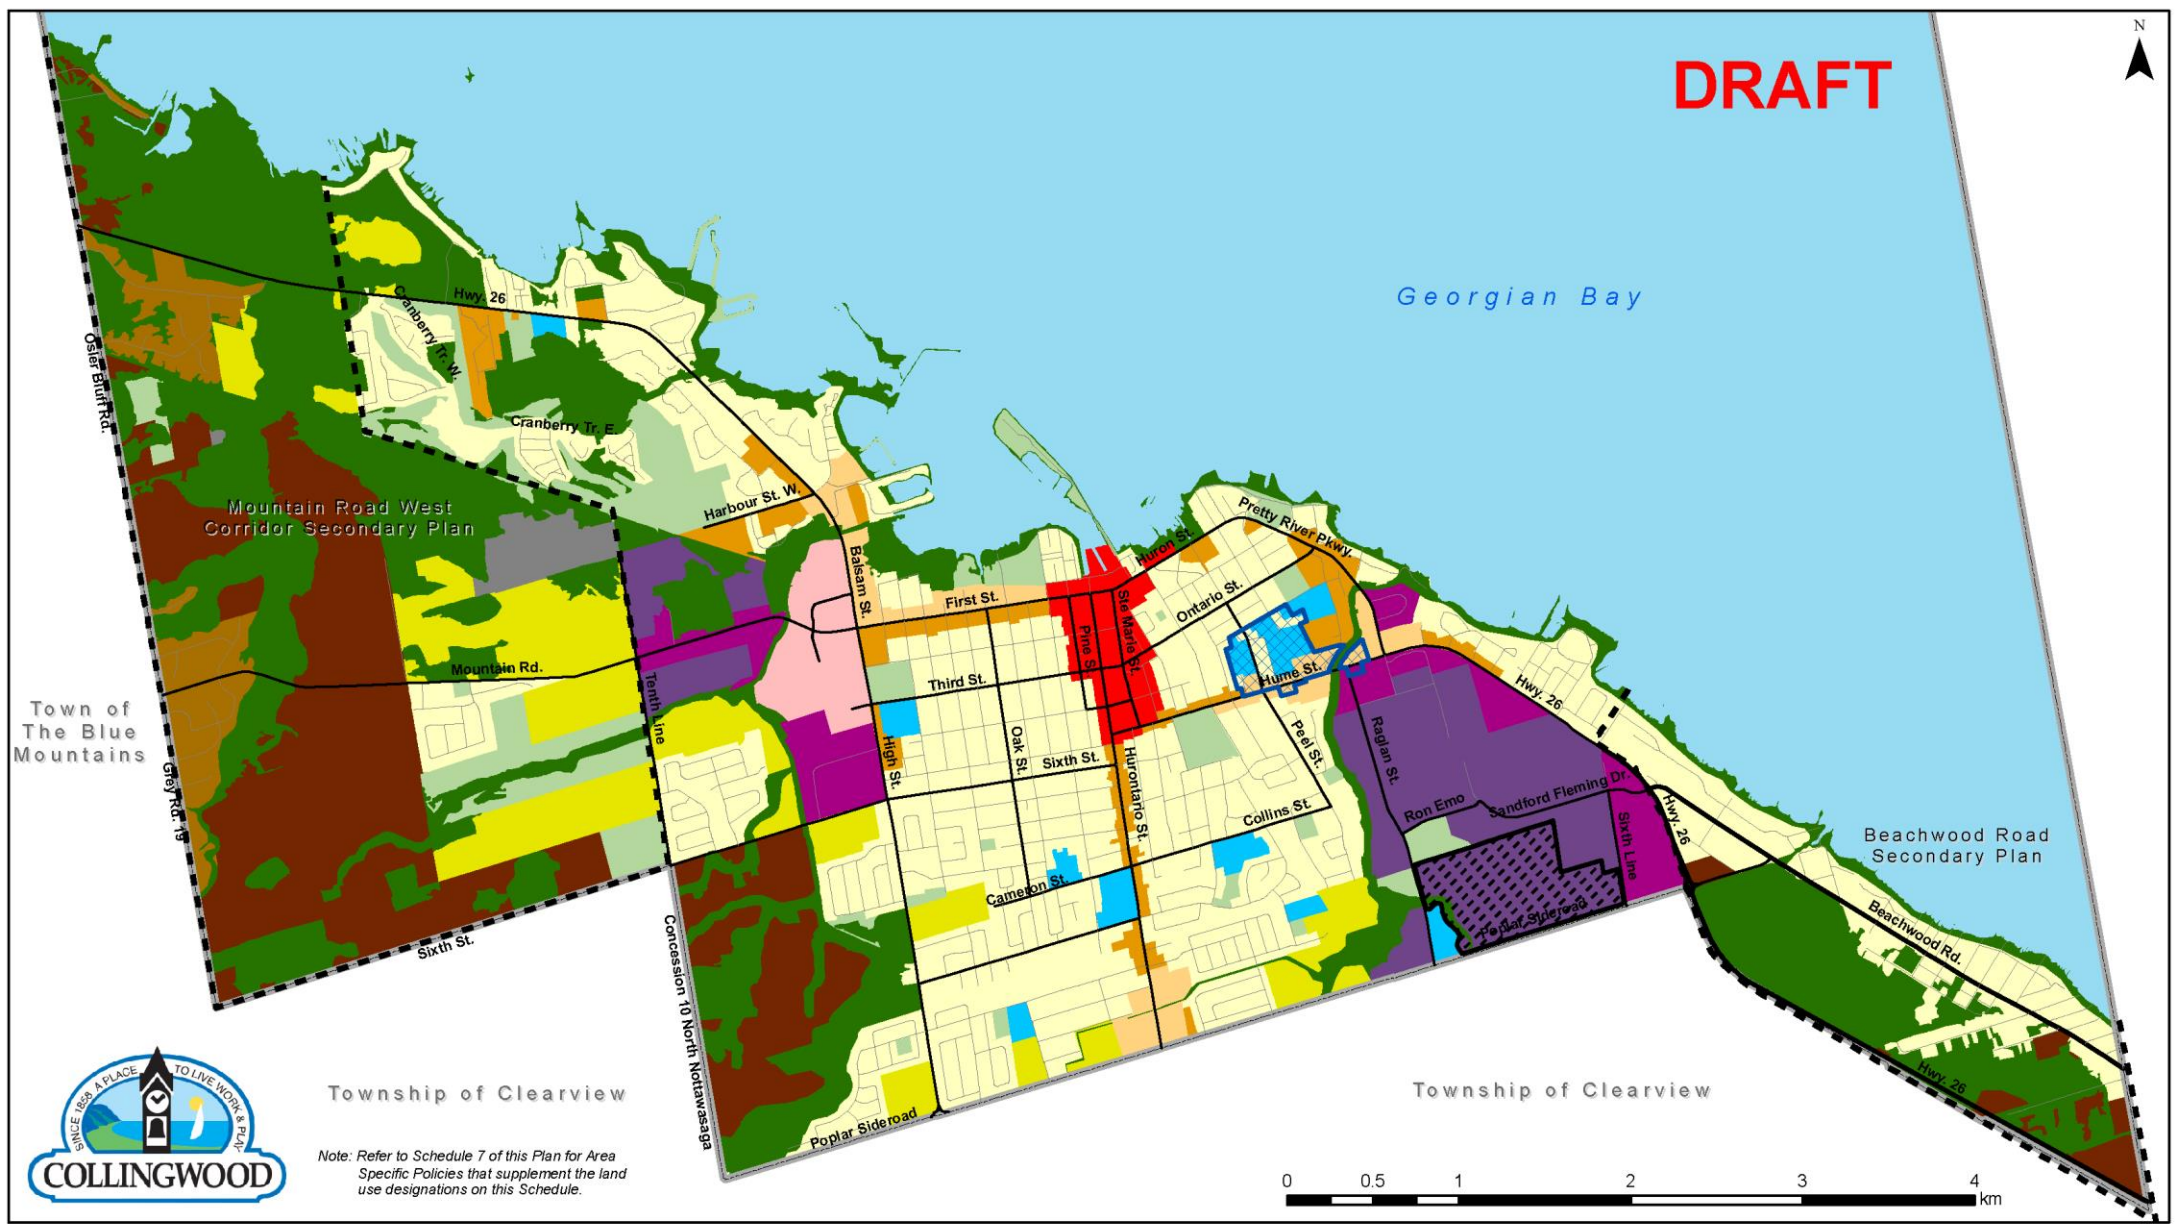 N
DRAFT
Georgian Bay
Hwy. 26
Cranberry Tr. W.
Osler Bluff Rd.
Cranberry Tr. E.
Harbour St. W.
Mountain Road West
Corridor Secondary Plan
Pretty River Pkwy.
Huron St.
Balsam St.
First St.
Ste Marie St.
Ontario St.
Pine St.
Mountain Rd.
Tenth Line
Third St.
Hume St.
Hwy. 26
Town of
The Blue
Mountains
Grey Rd. 19
High St.
Oak St.
Sixth St.
Hurontario St.
Peel St.
Raglan St.
Collins St.
Ron Emo
Sandford Fleming Dr.
Sixth Line
Hwy. 26
Beachwood Road
Secondary Plan
Cameron St.
Poplar Sideroad
Beachwood Rd.
Sixth St.
Concession 10 North Nottawasaga
Hwy. 26
Township of Clearview
Township of Clearview
Poplar Sideroad
SINCE 1858 A PLACE TO LIVE WORK & PLAY
COLLINGWOOD
Note: Refer to Schedule 7 of this Plan for Area
Specific Policies that supplement the land
use designations on this Schedule.
0 0.5 1 2 3 4
km